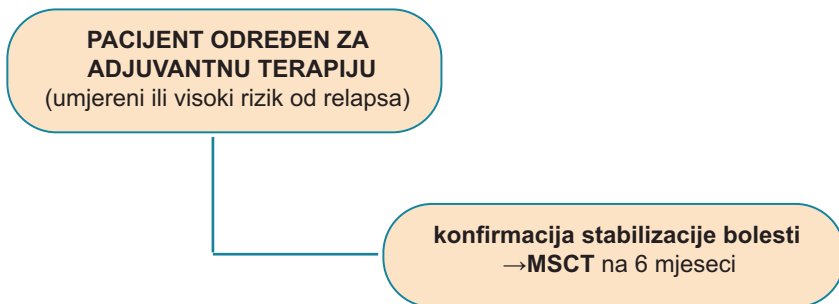 PACIJENT ODREĐEN ZA
ADJUVANTNU TERAPIJU
(umjereni ili visoki rizik od relapsa)
konfirmacija stabilizacije bolesti
→MSCT na 6 mjeseci